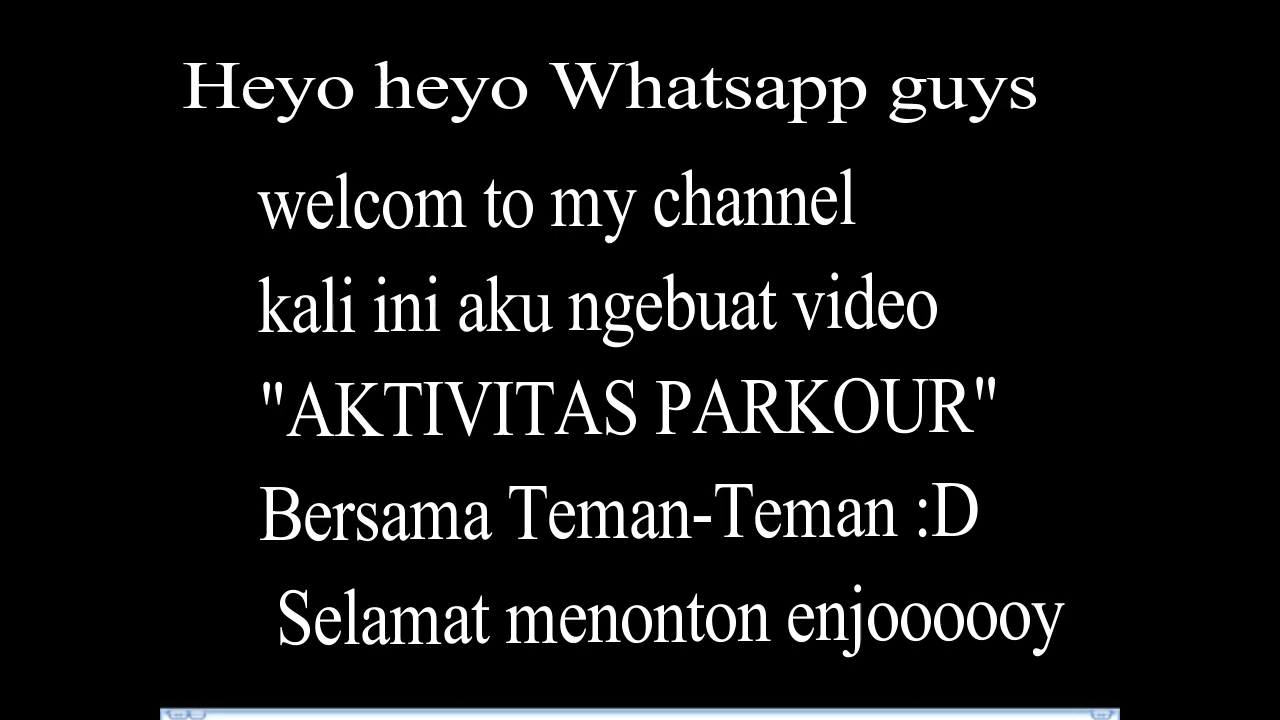 Heyo heyo Whatsapp guys
welcom to my channel
kali ini aku ngebuat video
"AKTIVITAS PARKOUR"
Bersama Teman-Teman :D
Selamat menonton enjoooooy